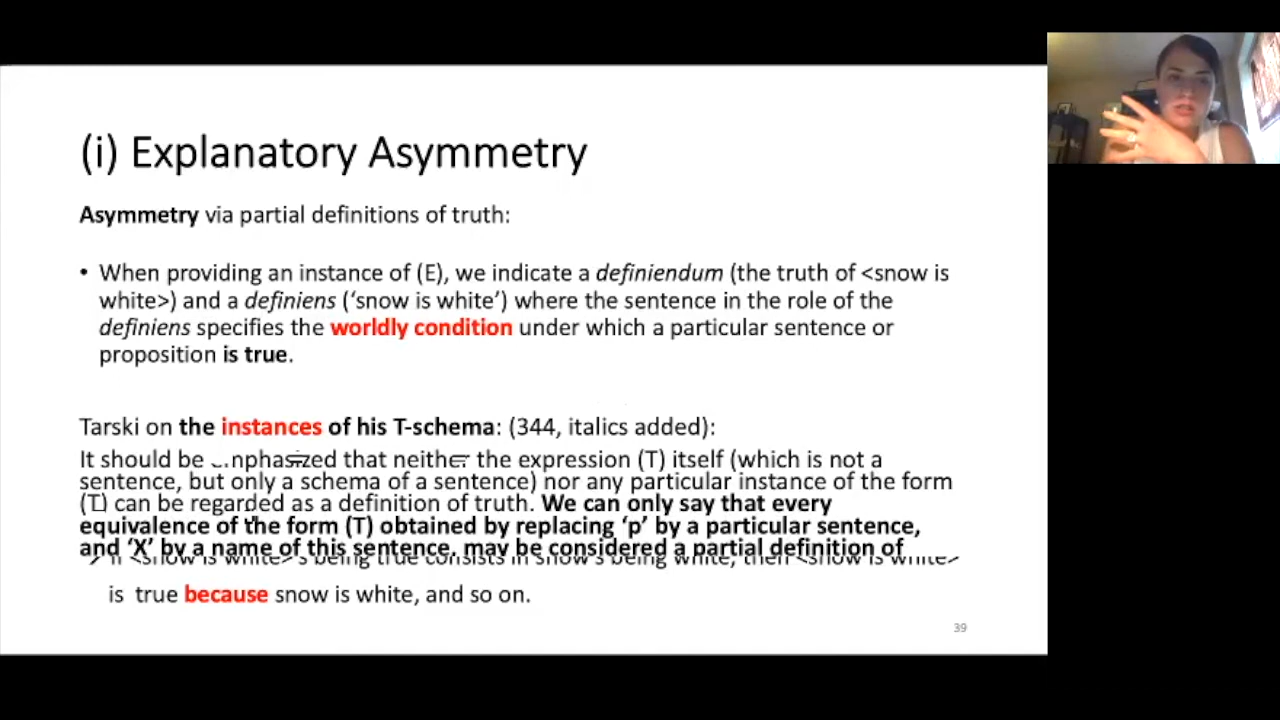 (i) Explanatory Asymmetry
Asymmetry via partial definitions of truth:
• When providing an instance of (E), we indicate a definiendum (the truth of <snow is
white>) and a definiens (‘snow is white’) where the sentence in the role of the
definiens specifies the worldly condition under which a particular sentence or
proposition is true.
Tarski on the instances of his T-schema: (344, italics added):
It should be emphasized that neither the expression (T) itself (which is not a
sentence, but only a schema of a sentence) nor any particular instance of the form
(T) can be regarded as a definition of truth. We can only say that every
equivalence of the form (T) obtained by replacing ‘p’ by a particular sentence,
and ‘X’ by a name of this sentence, may be considered a partial definition of
<snow is white>’s being true consists in snow’s being white, then <snow is white>
is true because snow is white, and so on.
39